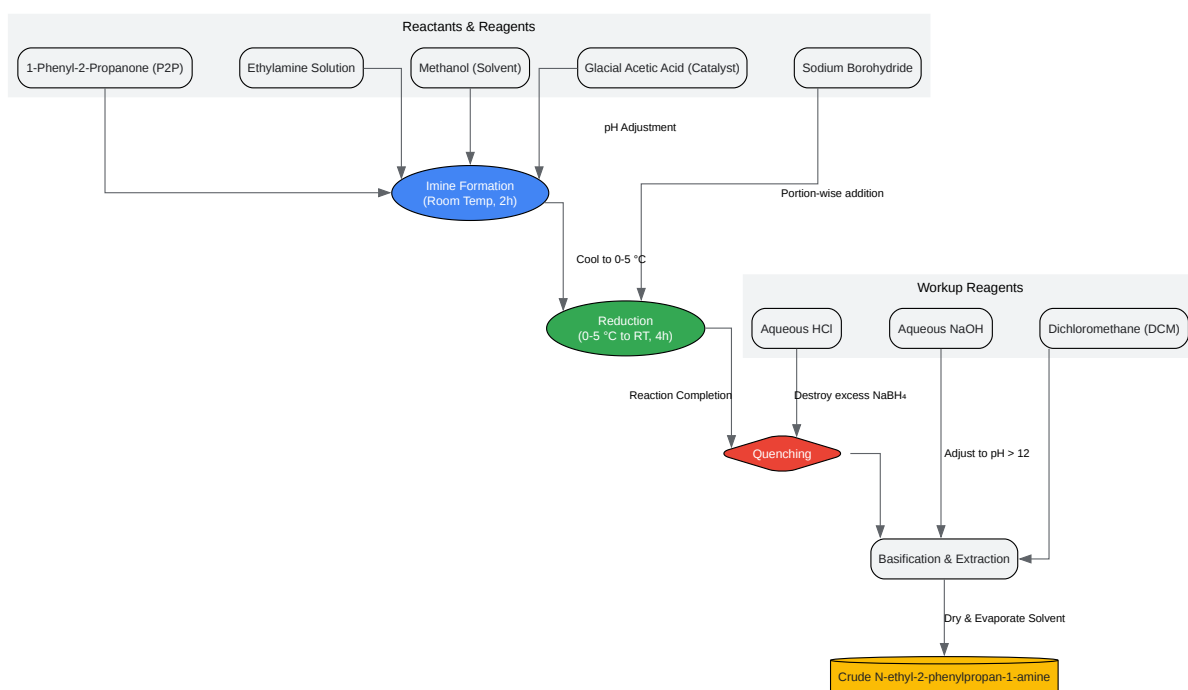 Reactants & Reagents
1-Phenyl-2-Propanone (P2P)
Ethylamine Solution
Methanol (Solvent)
Glacial Acetic Acid (Catalyst)
Sodium Borohydride
pH Adjustment
Imine Formation
(Room Temp, 2h)
Portion-wise addition
Cool to 0-5 °C
Workup Reagents
Reduction
(0-5 °C to RT, 4h)
Aqueous HCl
Aqueous NaOH
Dichloromethane (DCM)
Reaction Completion
Destroy excess NaBH₄
Quenching
Adjust to pH > 12
Basification & Extraction
Dry & Evaporate Solvent
Crude N-ethyl-2-phenylpropan-1-amine